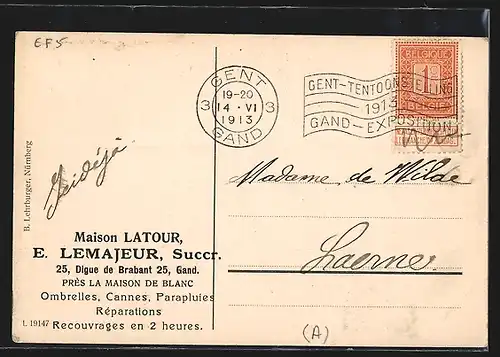 EF5
GENT
19-20
3 14·VI 3
1913
GAND
GENT-TENTOONSTELLING
1913
GAND-EXPOSITION
BELGIQUE
1c
BELGIE
B. Lehrburger, Nürnberg
Madame de Wilde
Laerne
Maison LATOUR,
E. LEMAJEUR, Succr.
25, Digue de Brabant 25, Gand.
PRÈS LA MAISON DE BLANC
Ombrelles, Cannes, Parapluies
Réparations
Recouvrages en 2 heures.
L 19147
(A)